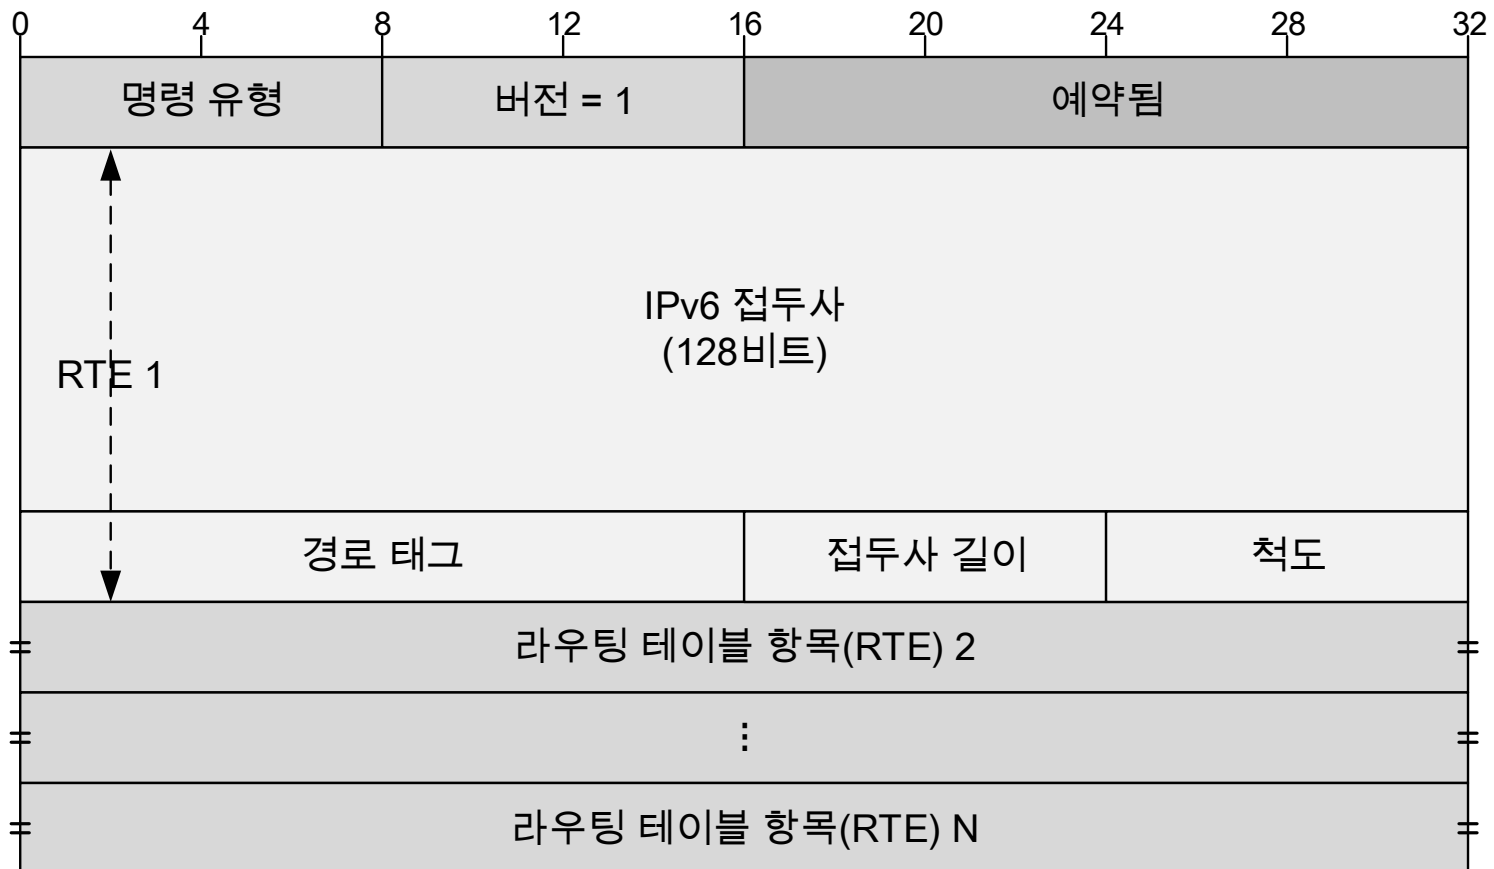 0 4 8 12 16 20 24 28 32
명령 유형 버전 = 1 예약됨
IPv6 접두사
(128비트)
RTE 1
경로 태그 접두사 길이 척도
라우팅 테이블 항목(RTE) 2
⋮
라우팅 테이블 항목(RTE) N